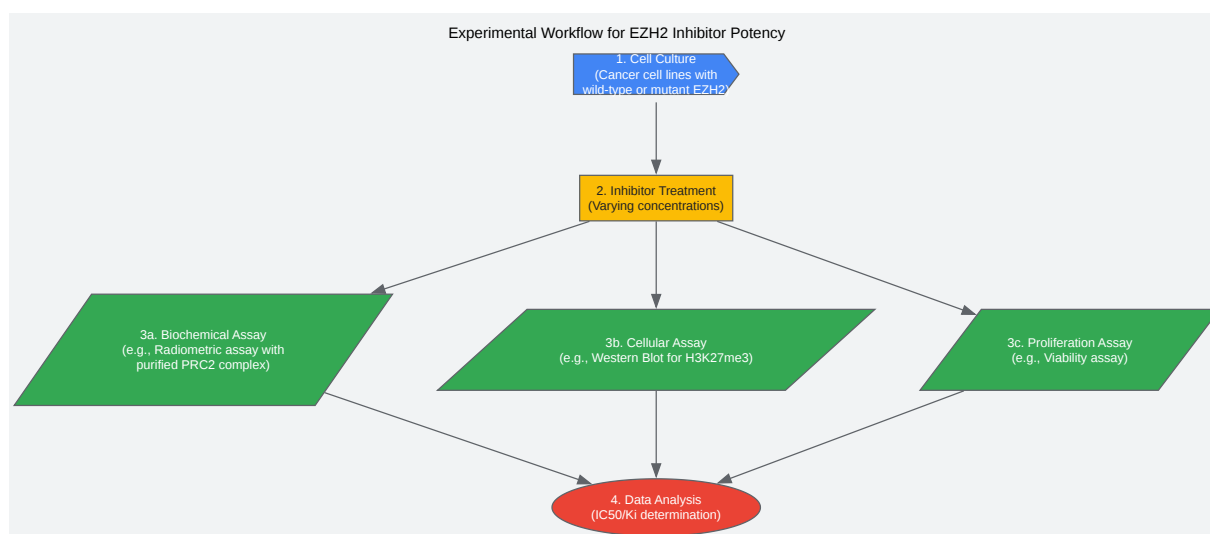 Experimental Workflow for EZH2 Inhibitor Potency
1. Cell Culture
(Cancer cell lines with
wild-type or mutant EZH2)
2. Inhibitor Treatment
(Varying concentrations)
3a. Biochemical Assay
(e.g., Radiometric assay with
purified PRC2 complex)
3b. Cellular Assay
(e.g., Western Blot for H3K27me3)
3c. Proliferation Assay
(e.g., Viability assay)
4. Data Analysis
(IC50/Ki determination)